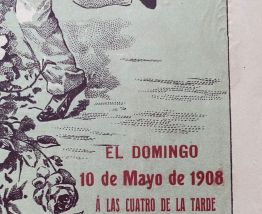 EL DOMINGO
10 de Mayo de 1908
Á LAS CUATRO DE LA TARDE